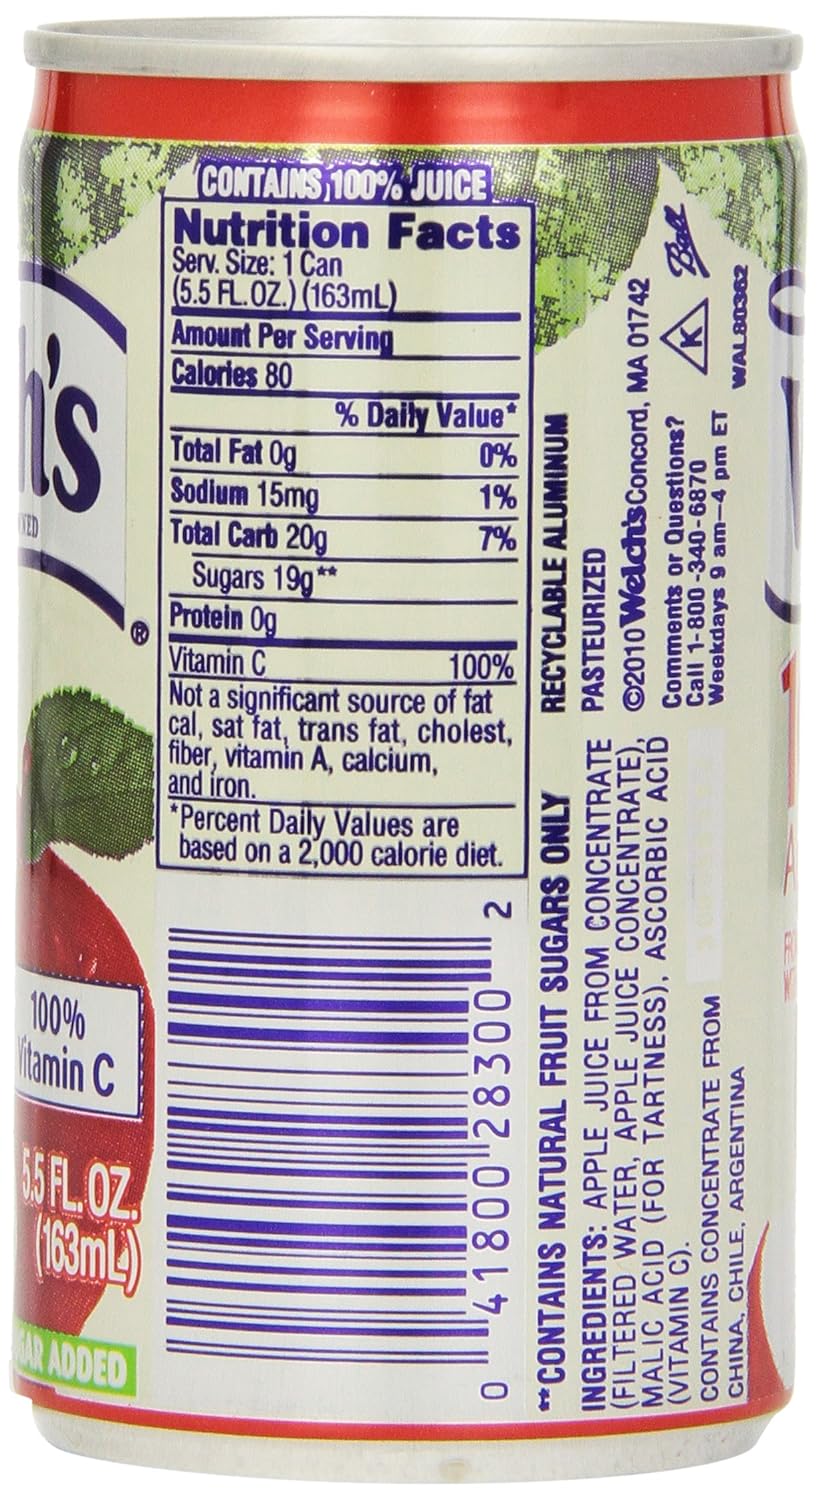 h's
®
100%
Vitamin C
5.5 FL. OZ.
(163mL)
ADDED
CONTAINS 100% JUICE
Nutrition Facts
Serv. Size: 1 Can
(5.5 FL.OZ.) (163mL)
Amount Per Serving
Calories 80
% Daily Value*
Total Fat 0g 0%
Sodium 15mg 1%
Total Carb 20g 7%
Sugars 19g**
Protein 0g
Vitamin C 100%
Not a significant source of fat
cal, sat fat, trans fat, cholest,
fiber, vitamin A, calcium,
and iron.
*Percent Daily Values are
based on a 2,000 calorie diet.
0 41800 28300 2
**CONTAINS NATURAL FRUIT SUGARS ONLY
INGREDIENTS: APPLE JUICE FROM CONCENTRATE
(FILTERED WATER, APPLE JUICE CONCENTRATE),
MALIC ACID (FOR TARTNESS), ASCORBIC ACID
(VITAMIN C).
CONTAINS CONCENTRATE FROM
CHINA, CHILE, ARGENTINA
RECYCLABLE ALUMINUM
PASTEURIZED
©2010 Welch's Concord, MA 01742
Comments or Questions?
Call 1-800-340-6870
Weekdays 9 am–4 pm ET
Ball
K
WAL80362